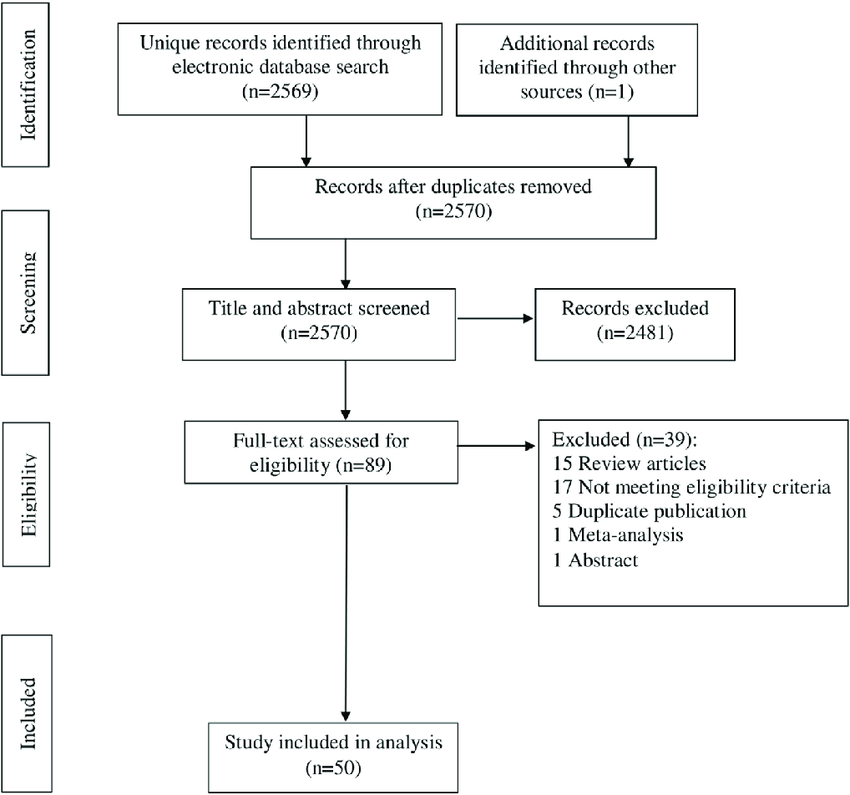 Identification
Unique records identified through
electronic database search
(n=2569)
Additional records
identified through other
sources (n=1)
Records after duplicates removed
(n=2570)
Screening
Title and abstract screened
(n=2570)
Records excluded
(n=2481)
Eligibility
Full-text assessed for
eligibility (n=89)
Excluded (n=39):
15 Review articles
17 Not meeting eligibility criteria
5 Duplicate publication
1 Meta-analysis
1 Abstract
Included
Study included in analysis
(n=50)